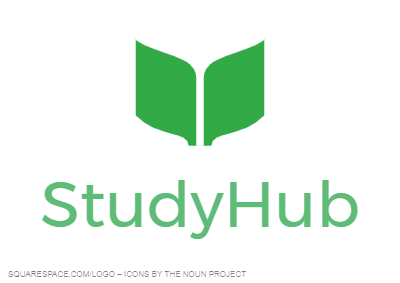 StudyHub
SQUARESPACE.COM/LOGO – ICONS BY THE NOUN PROJECT